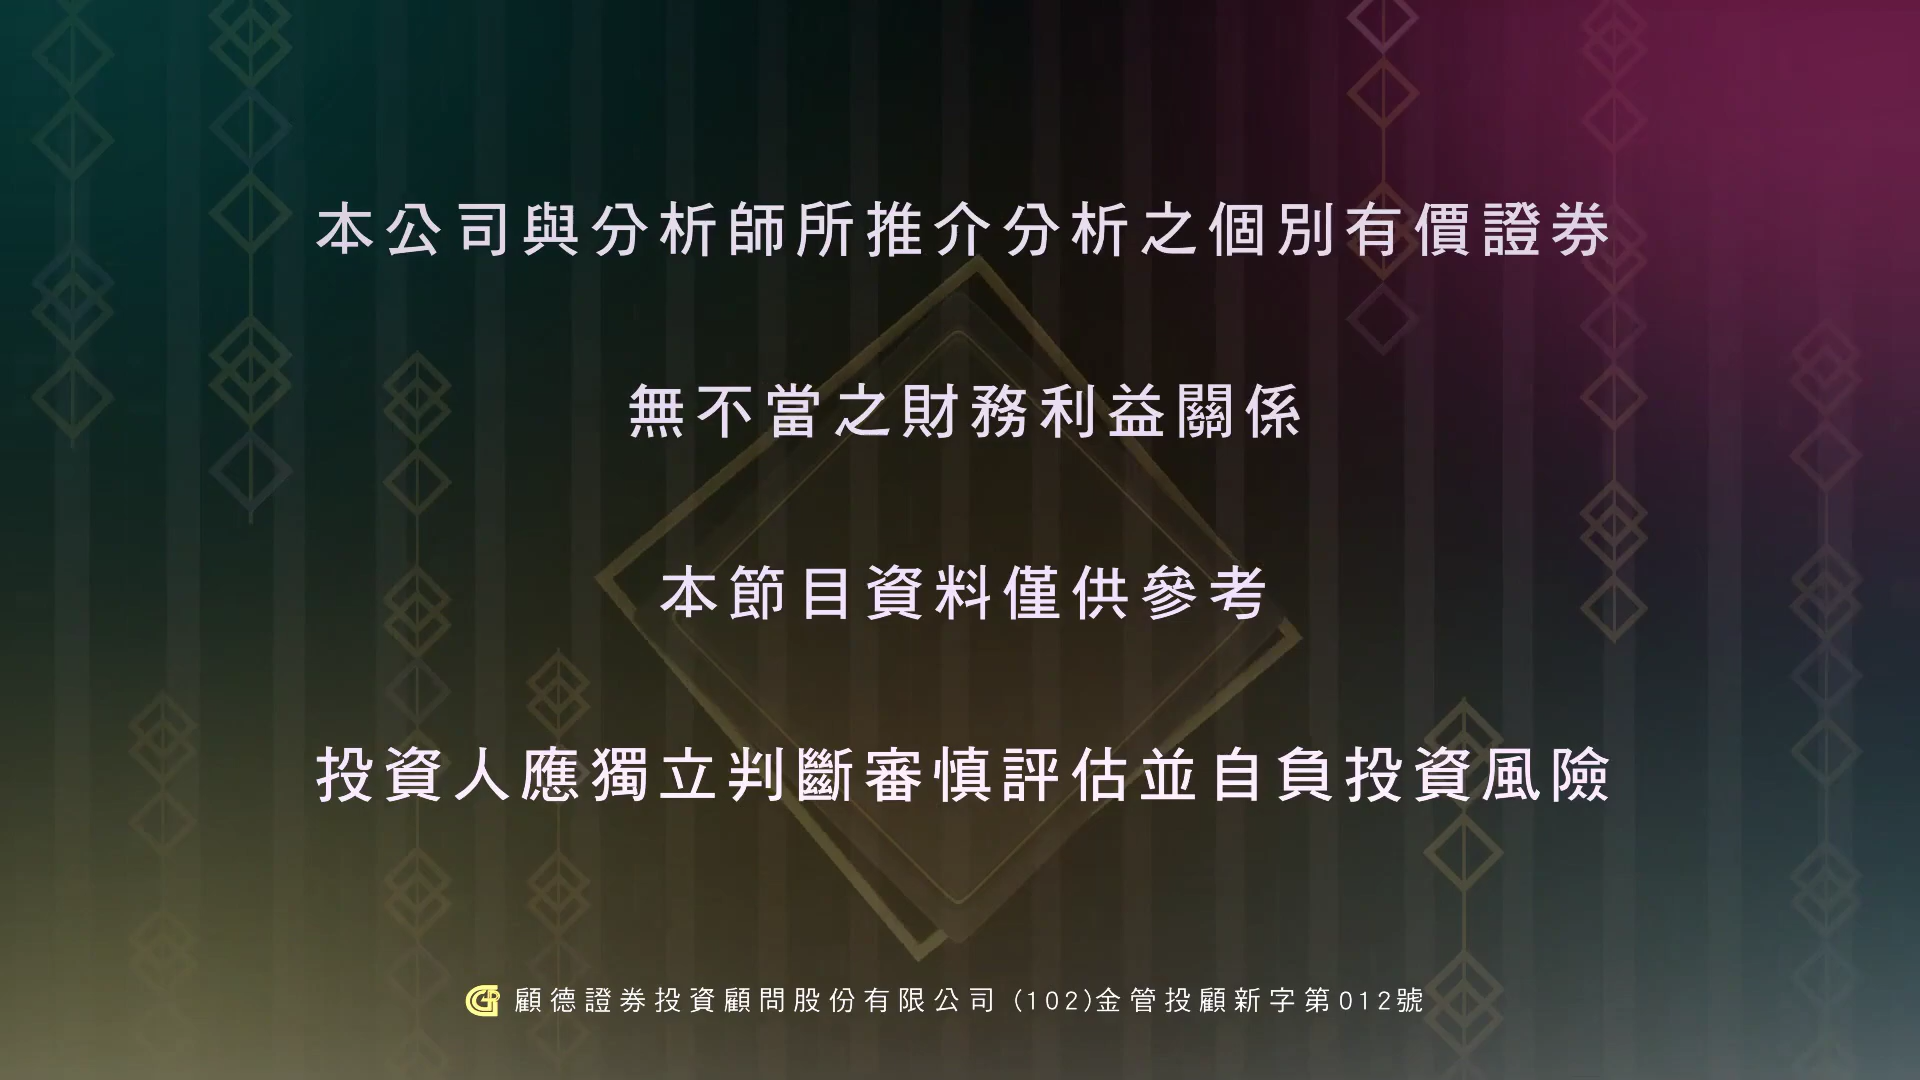 本公司與分析師所推介分析之個別有價證券
無不當之財務利益關係
本節目資料僅供參考
投資人應獨立判斷審慎評估並自負投資風險
顧德證券投資顧問股份有限公司 (102)金管投顧新字第012號